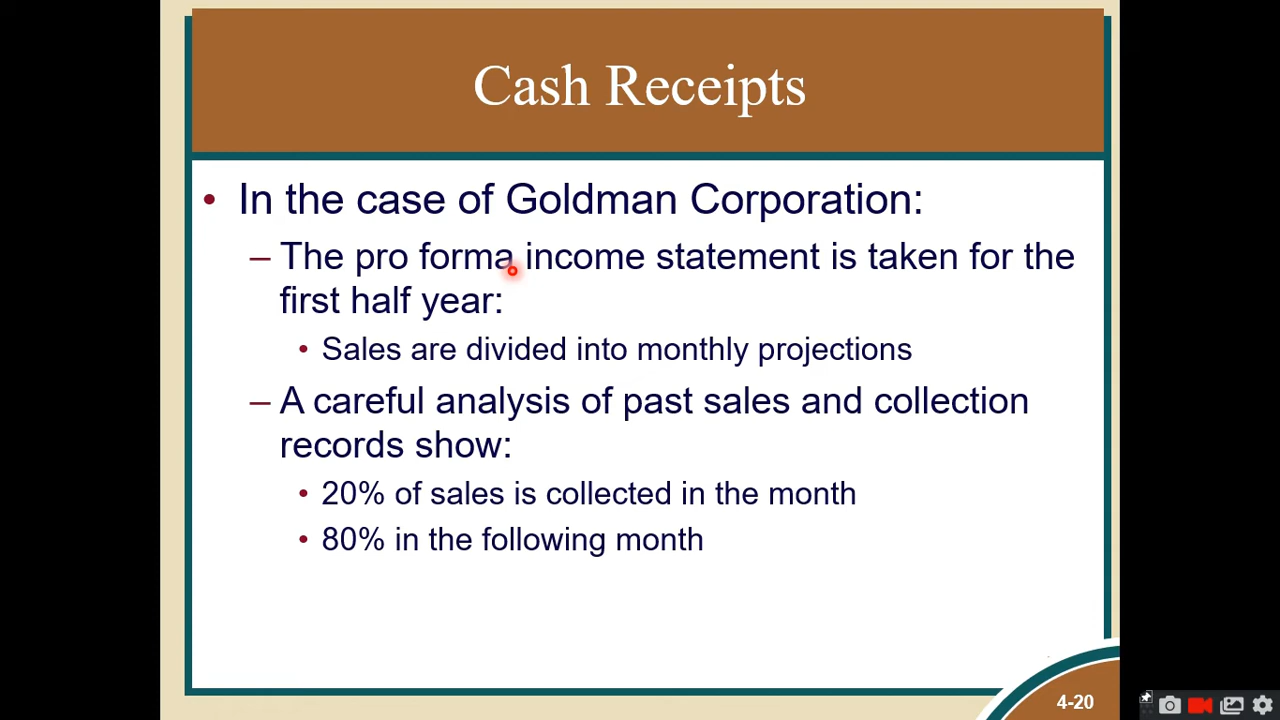 Cash Receipts
• In the case of Goldman Corporation:
– The pro forma income statement is taken for the
first half year:
• Sales are divided into monthly projections
– A careful analysis of past sales and collection
records show:
• 20% of sales is collected in the month
• 80% in the following month
4-20